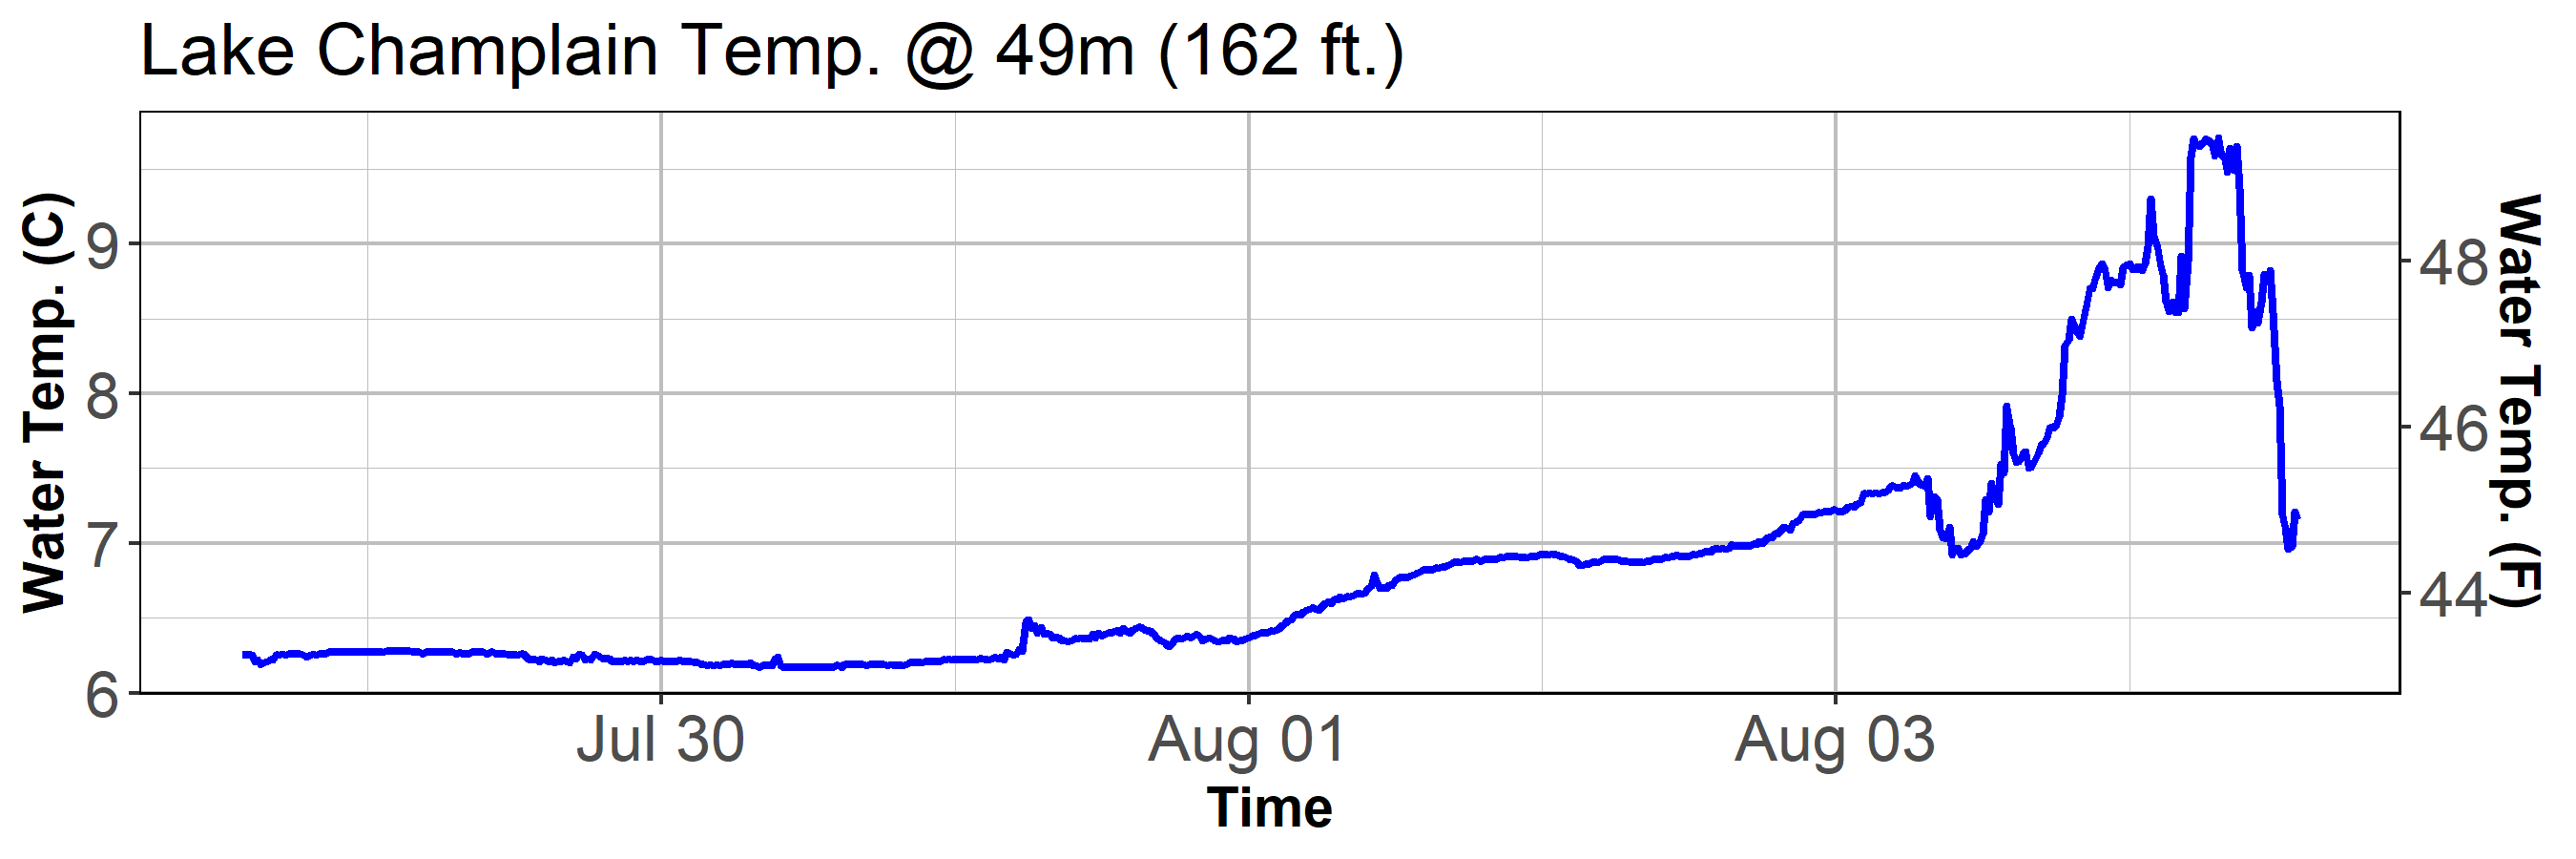 Lake Champlain Temp. @ 49m (162 ft.)
Water Temp. (C)
9
8
7
6
48
46
44
Water Temp. (F)
Jul 30
Aug 01
Aug 03
Time